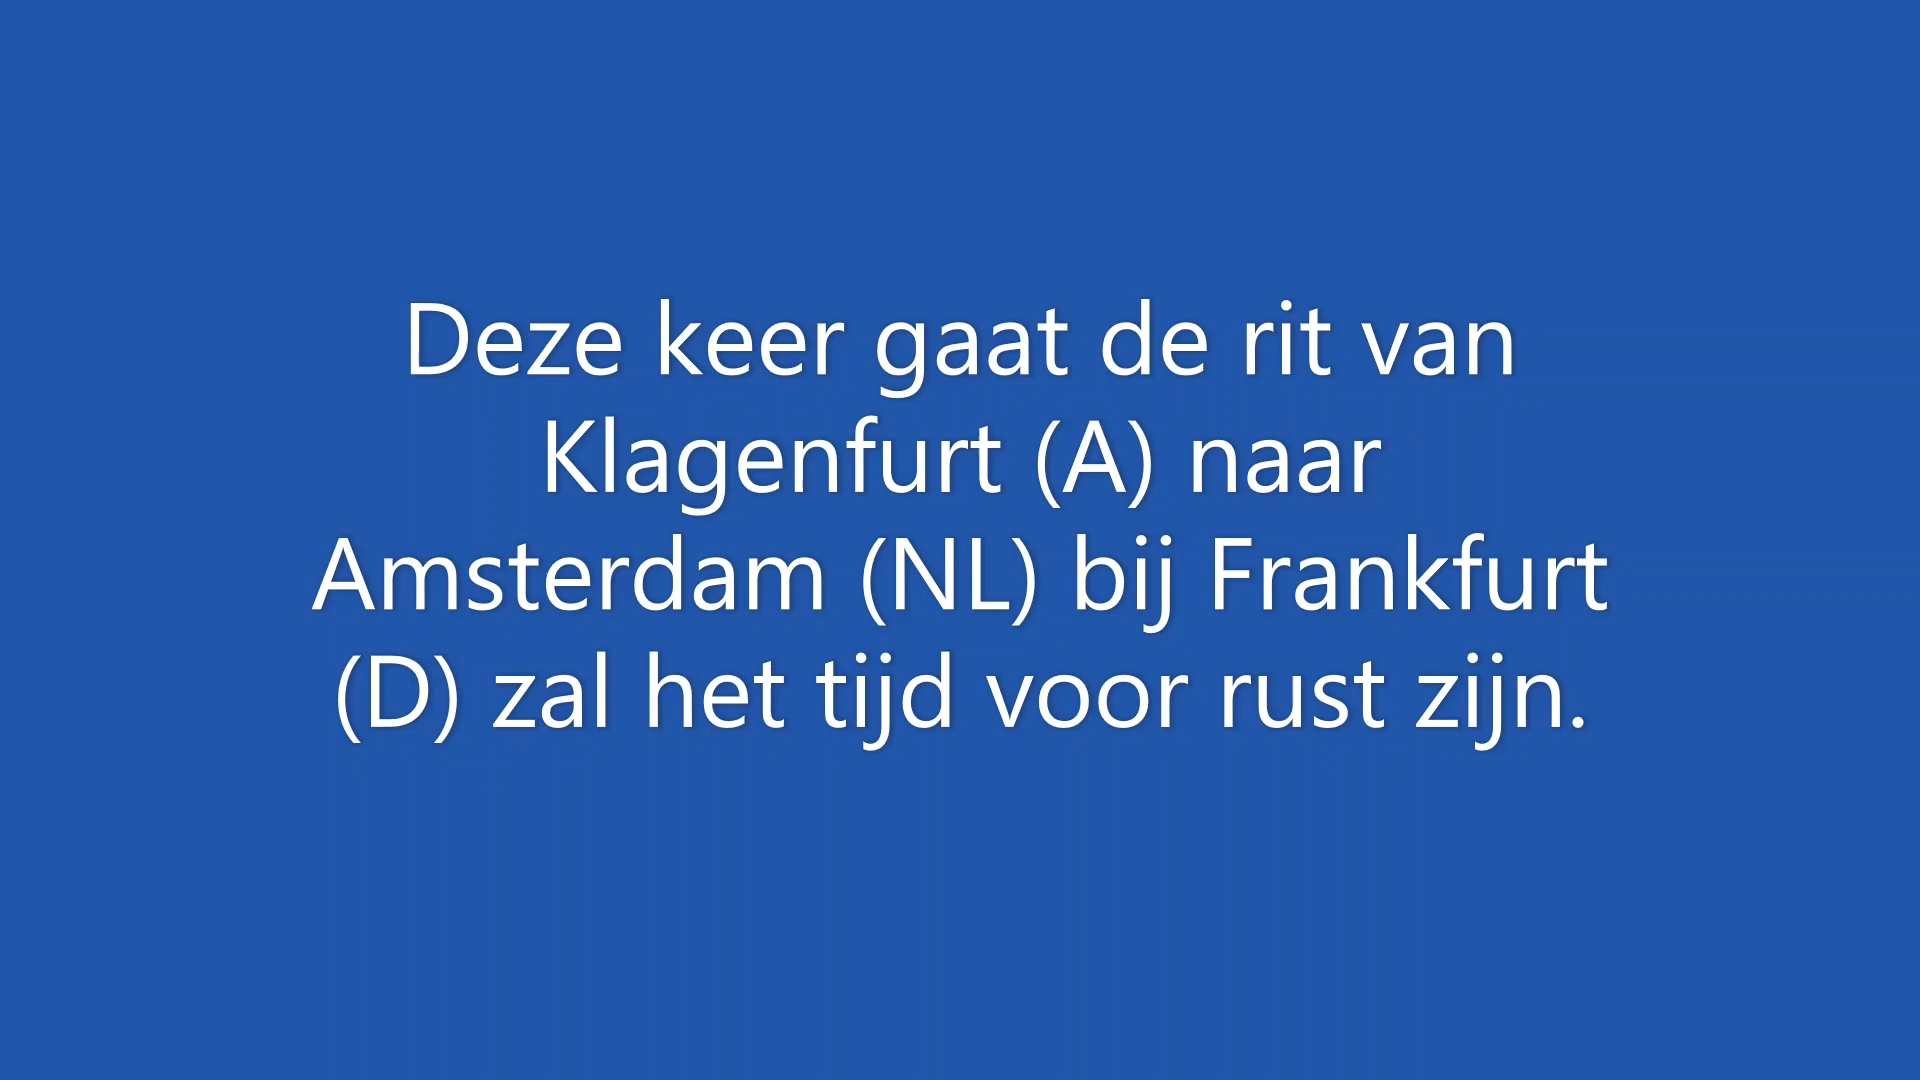 Deze keer gaat de rit van
Klagenfurt (A) naar
Amsterdam (NL) bij Frankfurt
(D) zal het tijd voor rust zijn.